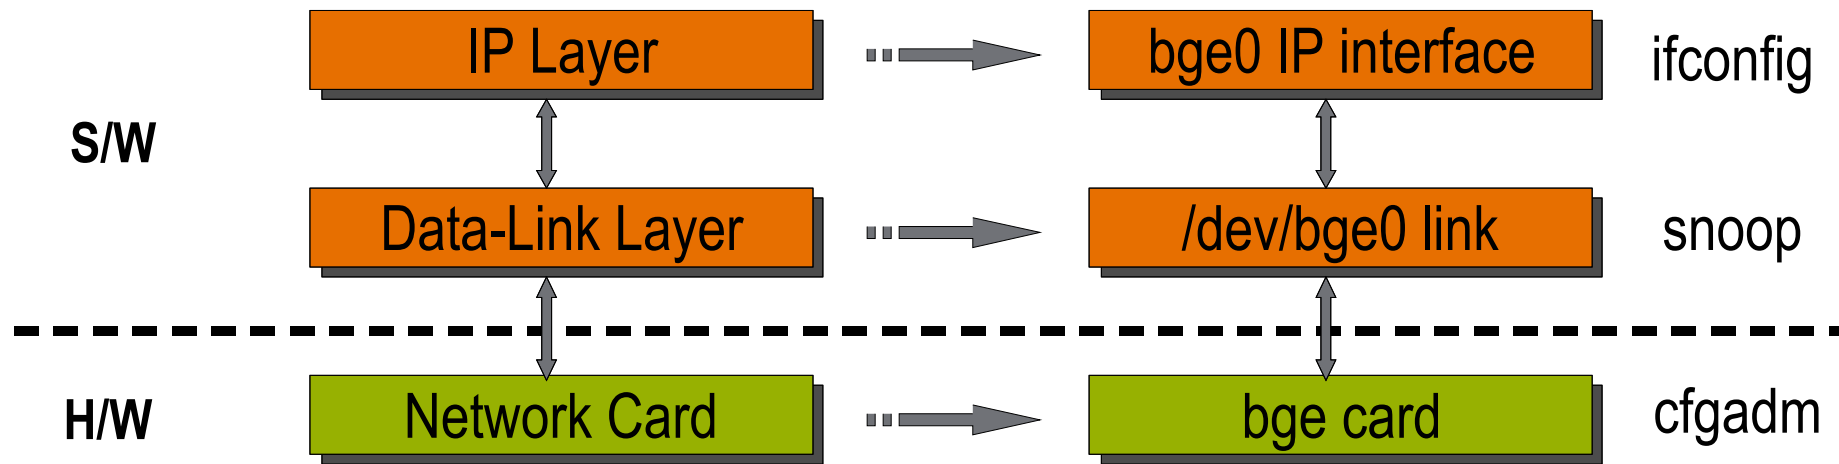 IP Layer
bge0 IP interface
ifconfig
S/W
Data-Link Layer
/dev/bge0 link
snoop
H/W
Network Card
bge card
cfgadm